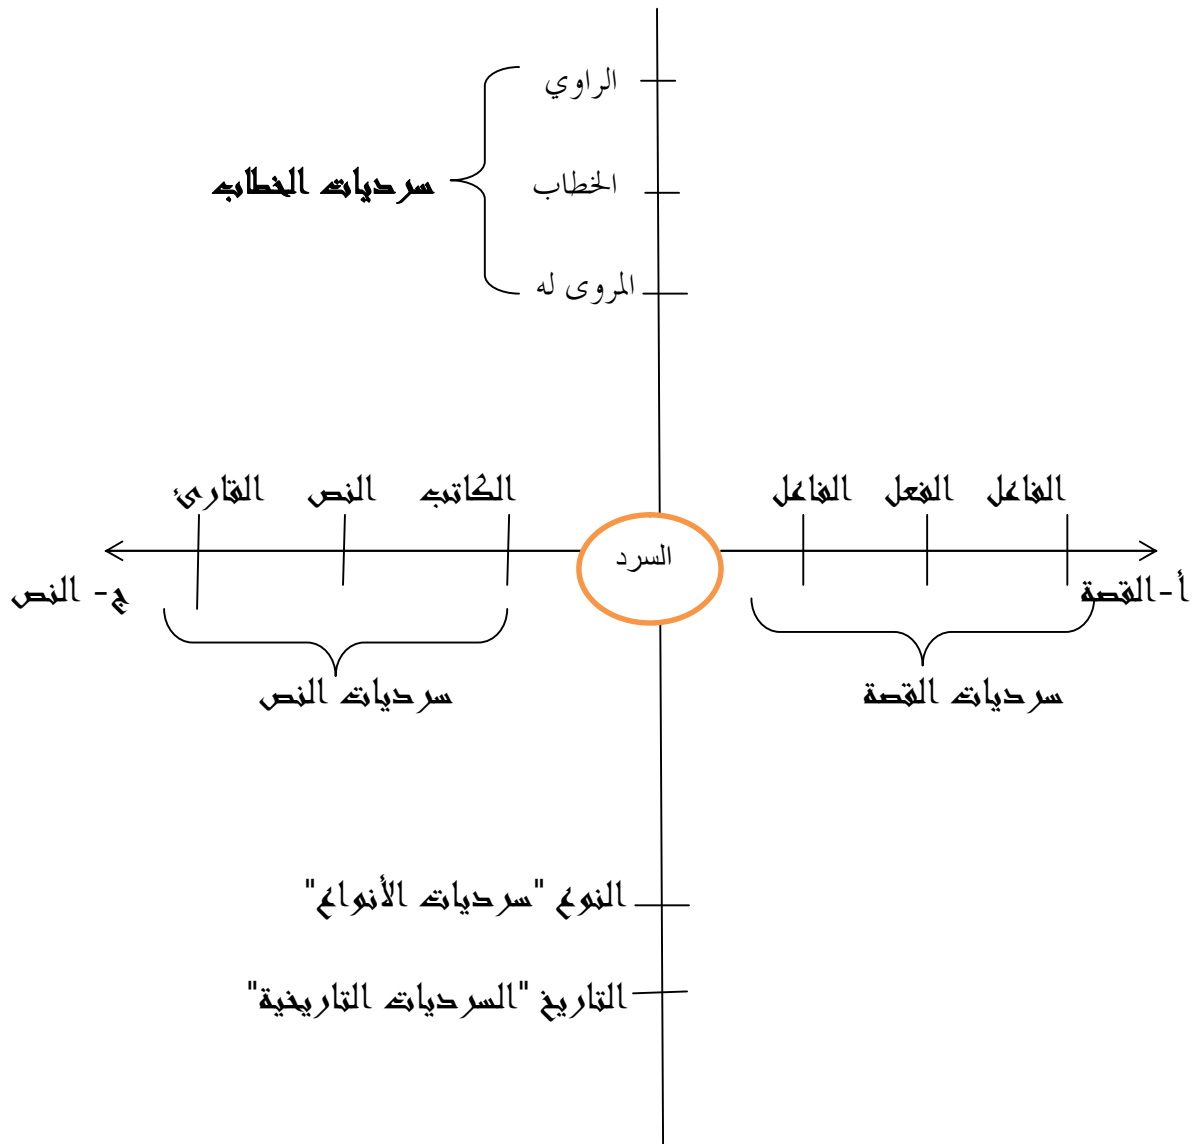 الراوي
سرديات الخطاب
الخطاب
المروى له
الفاعل
الفعل
الفاعل
الكاتب
النص
القارئ
السرد
أ-القصة
ج- النص
سرديات القصة
سرديات النص
النوع "سرديات الأنواع"
التاريخ "السرديات التاريخية"